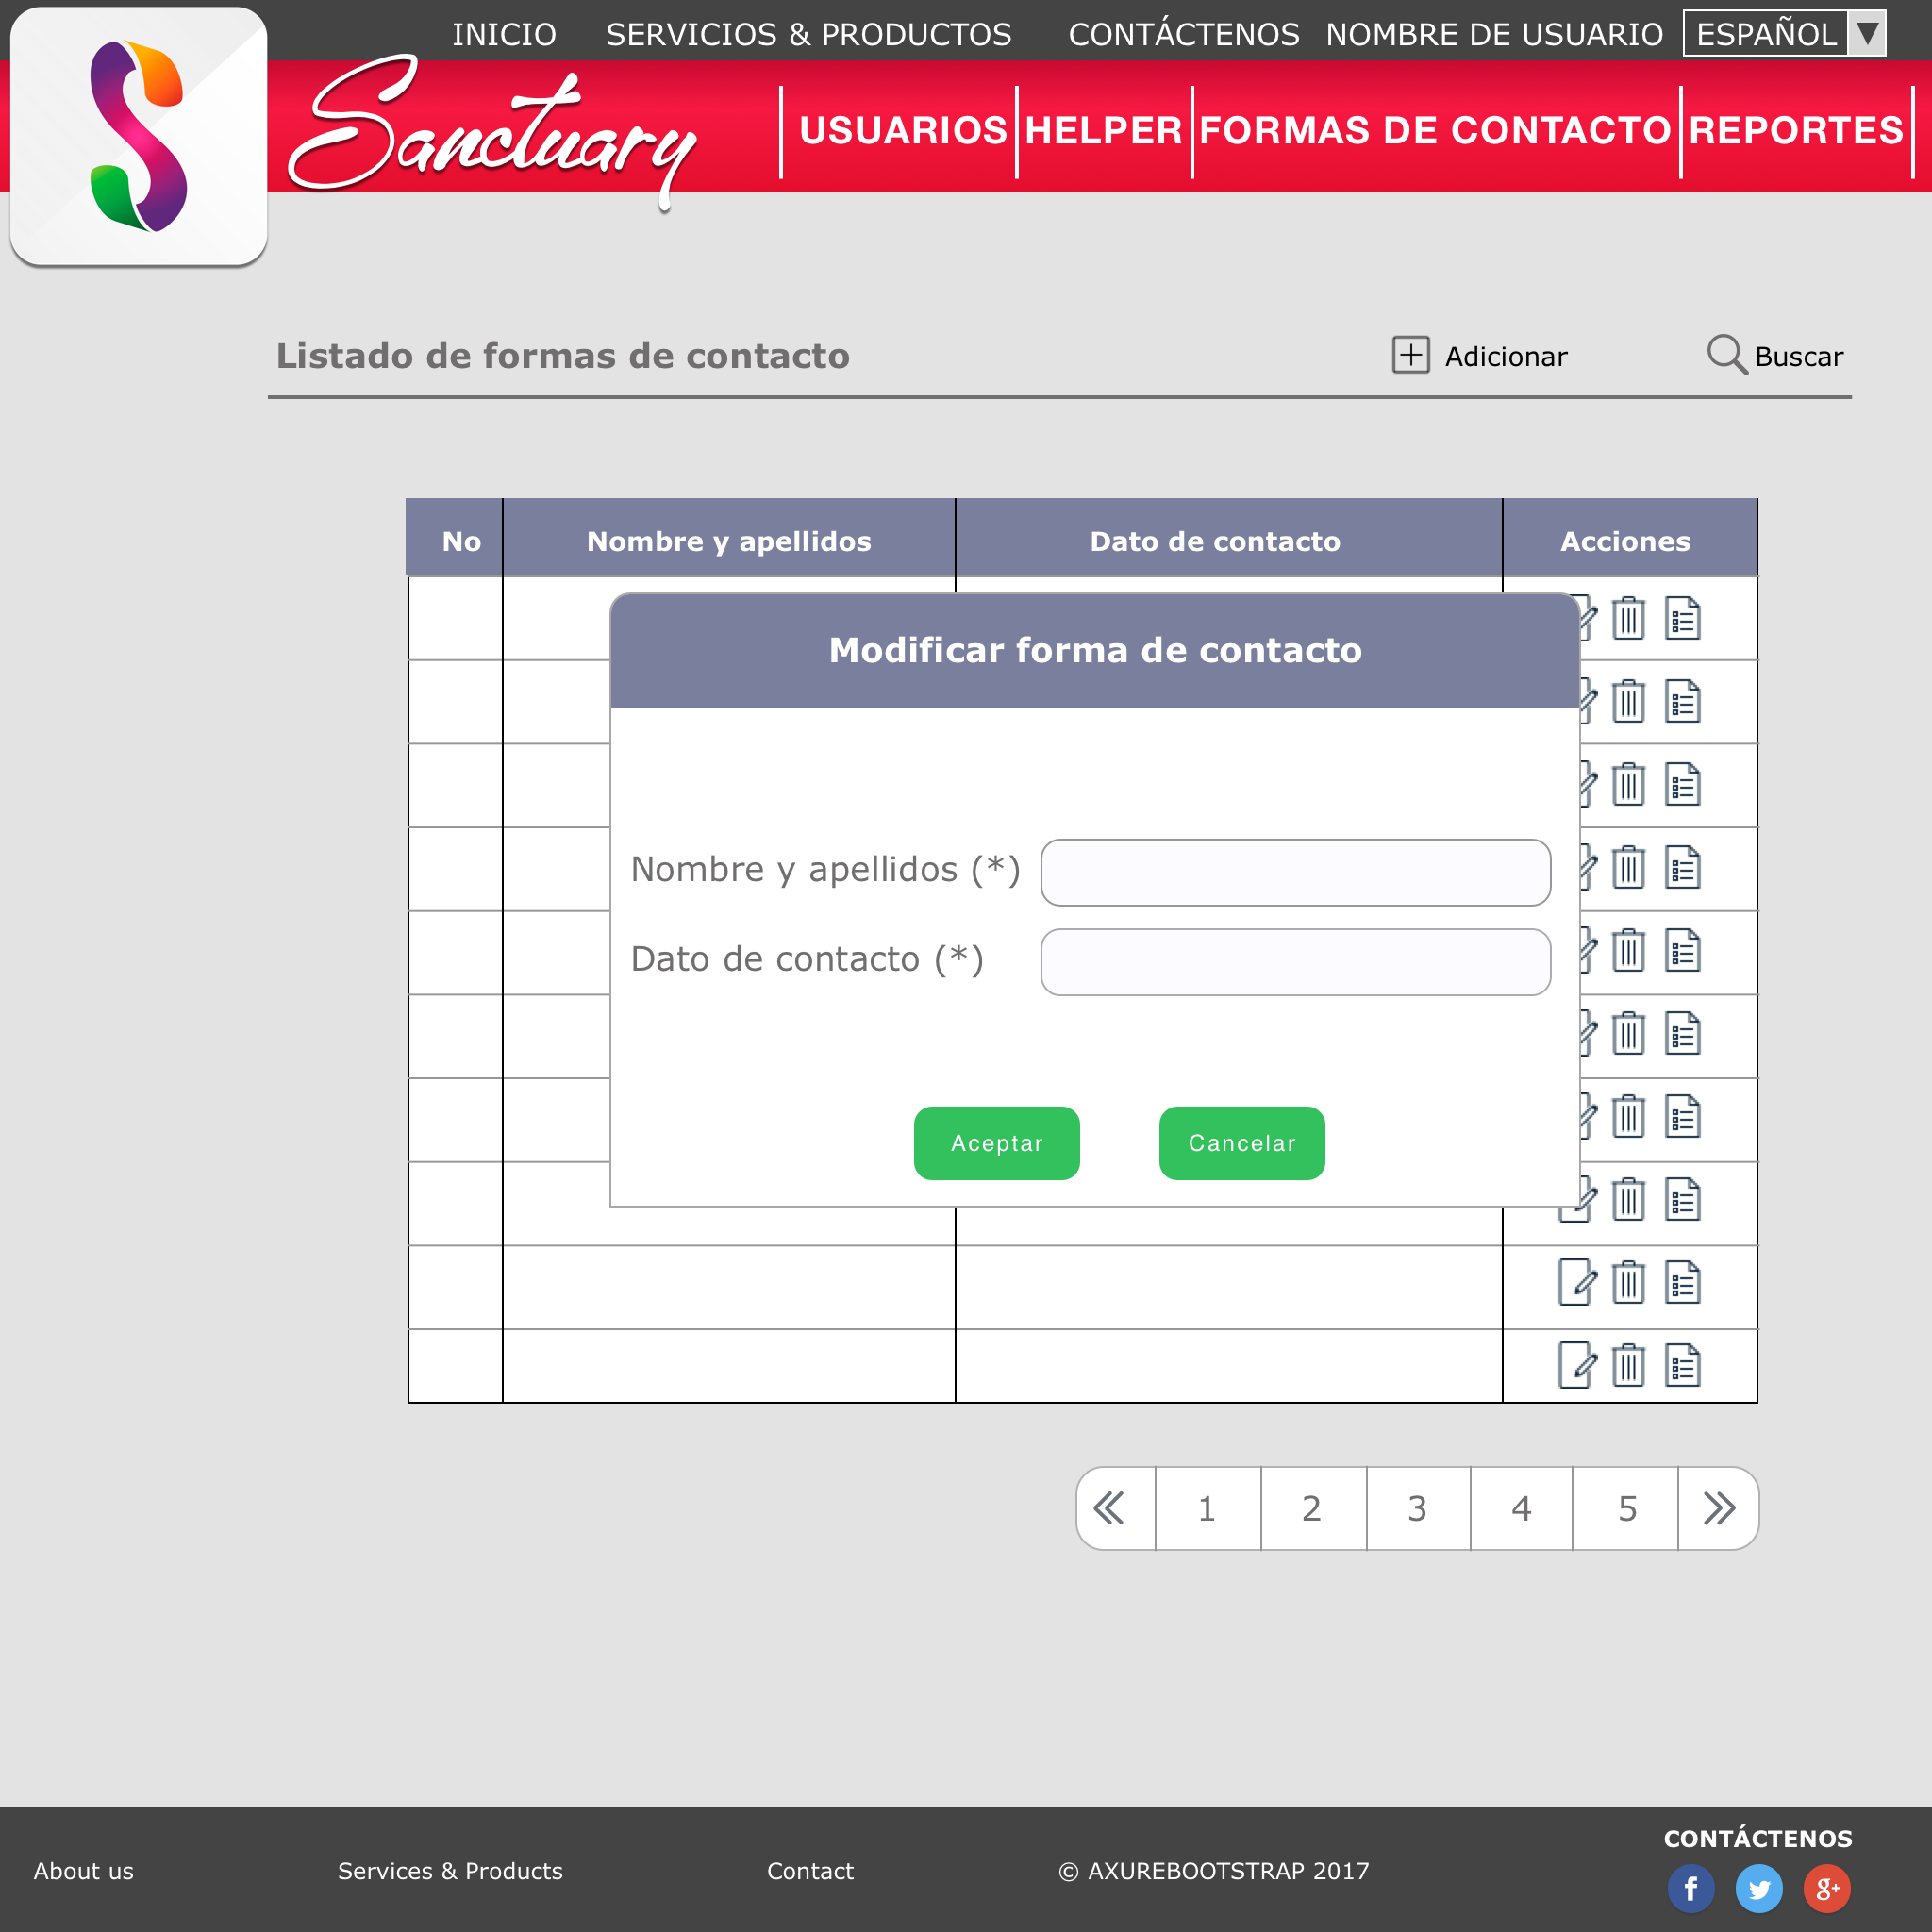 INICIO SERVICIOS & PRODUCTOS CONTÁCTENOS NOMBRE DE USUARIO ESPAÑOL
Sanctuary
USUARIOS HELPER FORMAS DE CONTACTO REPORTES
Listado de formas de contacto Adicionar Buscar
No Nombre y apellidos Dato de contacto Acciones
Modificar forma de contacto
Nombre y apellidos (*)
Dato de contacto (*)
Aceptar Cancelar
1 2 3 4 5
CONTÁCTENOS
About us Services & Products Contact © AXUREBOOTSTRAP 2017
f g+